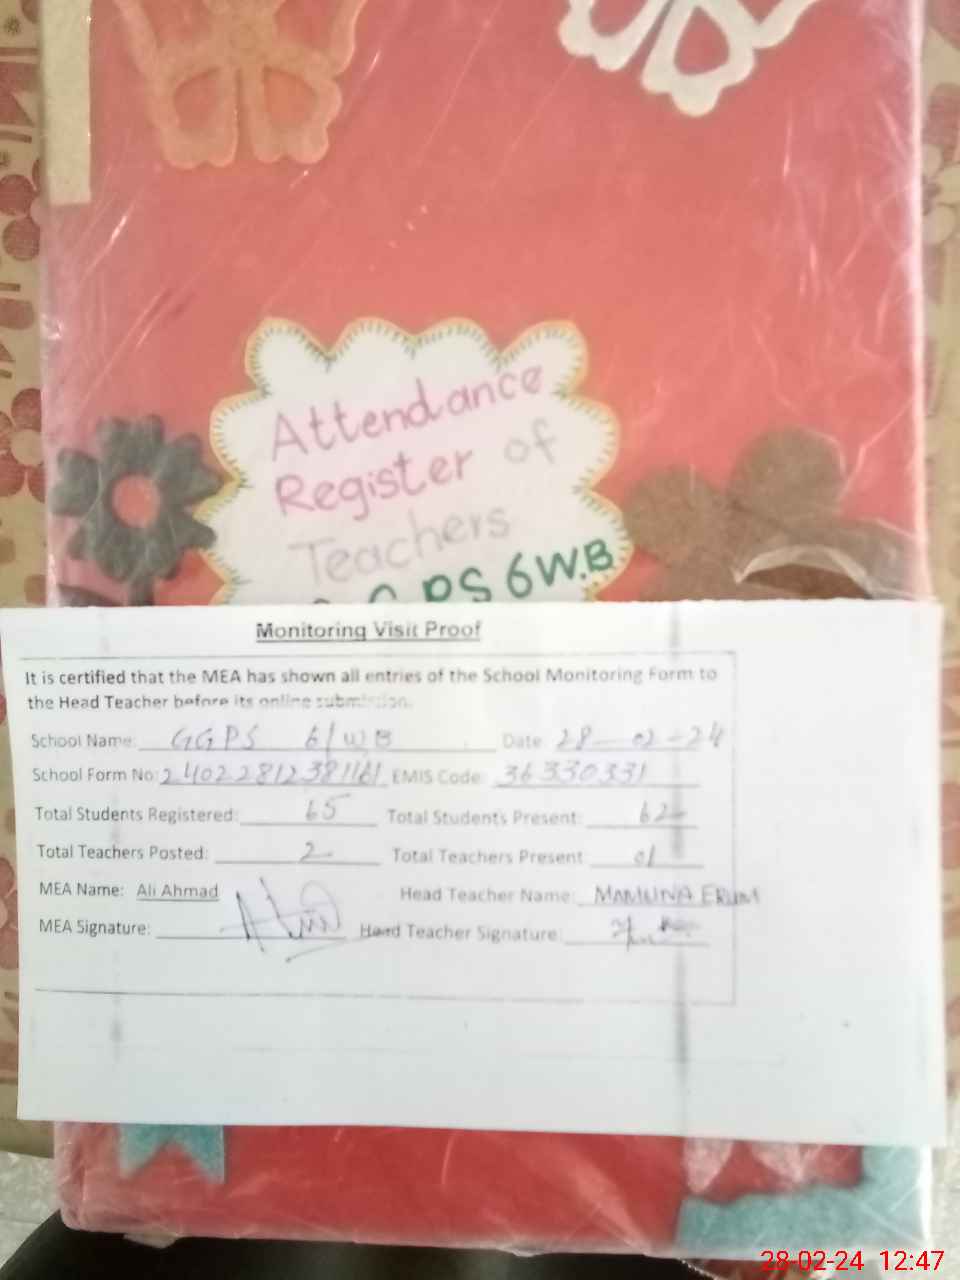 Attendance
Register of
Teachers
PS 6 W.B
Monitoring Visit Proof
It is certified that the MEA has shown all entries of the School Monitoring Form to
the Head Teacher before its online submission.
School Name: GGPS 6/WB Date: 28-02-24
School Form No: 24022812381161 EMIS Code: 36330331
Total Students Registered: 65 Total Students Present: 62
Total Teachers Posted: 2 Total Teachers Present 01
MEA Name: Ali Ahmad Head Teacher Name: MAMUNA ERUM
MEA Signature: Head Teacher Signature:
28-02-24 12:47